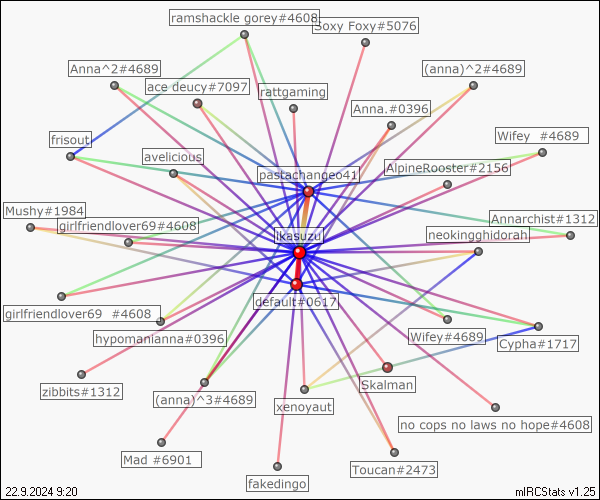 ramshackle gorey#4608
Soxy Foxy#5076
Anna^2#4689
(anna)^2#4689
ace deucy#7097
rattgaming
Anna.#0396
frisout
Wifey  #4689
avelicious
AlpineRooster#2156
pastachangeo41
Mushy#1984
Annarchist#1312
girlfriendlover69#4608
ikasuzu
neokingghidorah
default#0617
girlfriendlover69  #4608
hypomanianna#0396
Wifey#4689
Cypha#1717
zibbits#1312
Skalman
(anna)^3#4689
xenoyaut
no cops no laws no hope#4608
Mad #6901
Toucan#2473
fakedingo
22.9.2024 9:20
mIRCStats v1.25